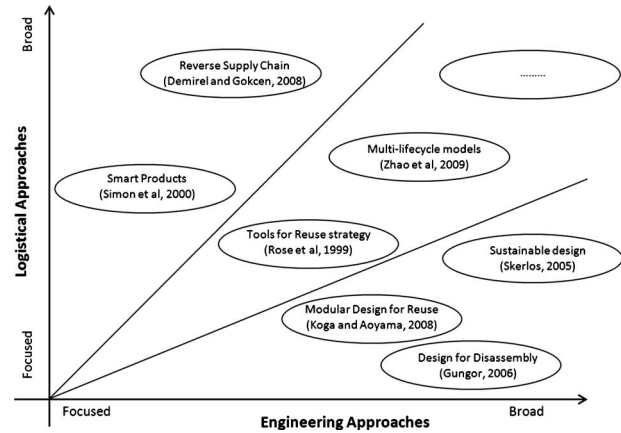 Broad
Logistical Approaches
Focused
Reverse Supply Chain
(Demirel and Gokcen, 2008)
.........
Multi-lifecycle models
(Zhao et al, 2009)
Smart Products
(Simon et al, 2000)
Tools for Reuse strategy
(Rose et al, 1999)
Sustainable design
(Skerlos, 2005)
Modular Design for Reuse
(Koga and Aoyama, 2008)
Design for Disassembly
(Gungor, 2006)
Focused
Engineering Approaches
Broad